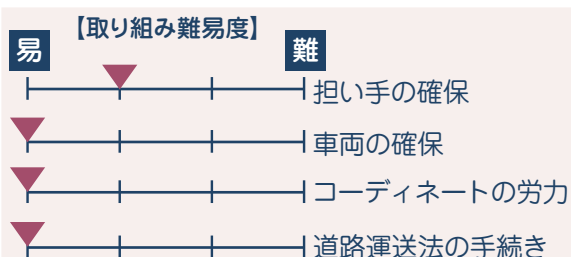 【取り組み難易度】
易 難
担い手の確保
車両の確保
コーディネートの労力
道路運送法の手続き